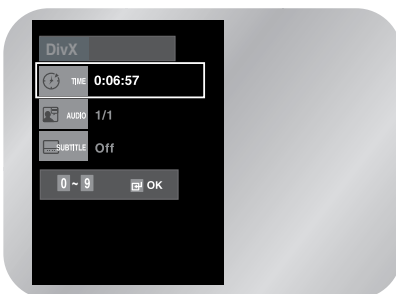 DivX
TIME 0:06:57
AUDIO 1/1
SUBTITLE Off
0 ~ 9 OK